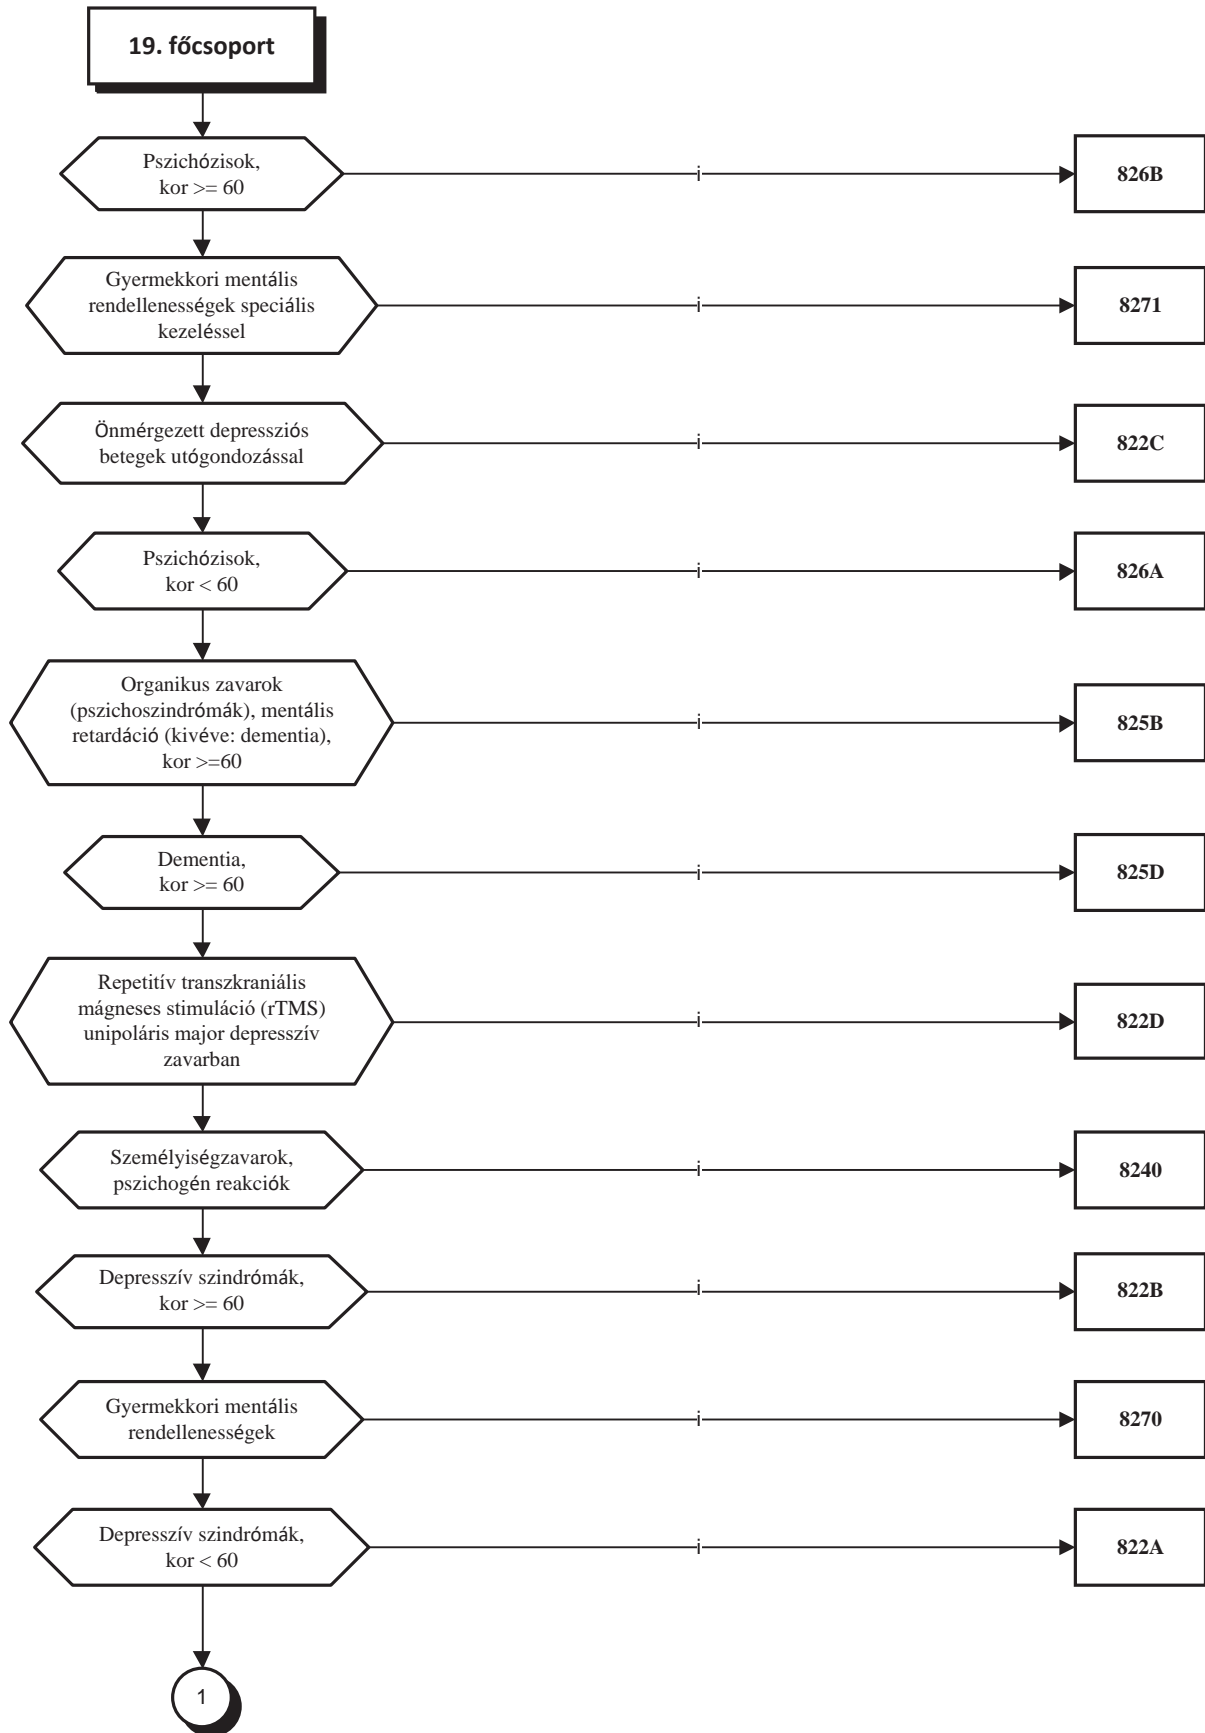 19. főcsoport
Pszichózisok,
kor >= 60
i
826B
Gyermekkori mentális
rendellenességek speciális
kezeléssel
i
8271
Önmérgezett depressziós
betegek utógondozással
i
822C
Pszichózisok,
kor < 60
i
826A
Organikus zavarok
(pszichoszindrómák), mentális
retardáció (kivéve: dementia),
kor >=60
i
825B
Dementia,
kor >= 60
i
825D
Repetitív transzkraniális
mágneses stimuláció (rTMS)
unipoláris major depresszív
zavarban
i
822D
Személyiségzavarok,
pszichogén reakciók
i
8240
Depresszív szindrómák,
kor >= 60
i
822B
Gyermekkori mentális
rendellenességek
i
8270
Depresszív szindrómák,
kor < 60
i
822A
1